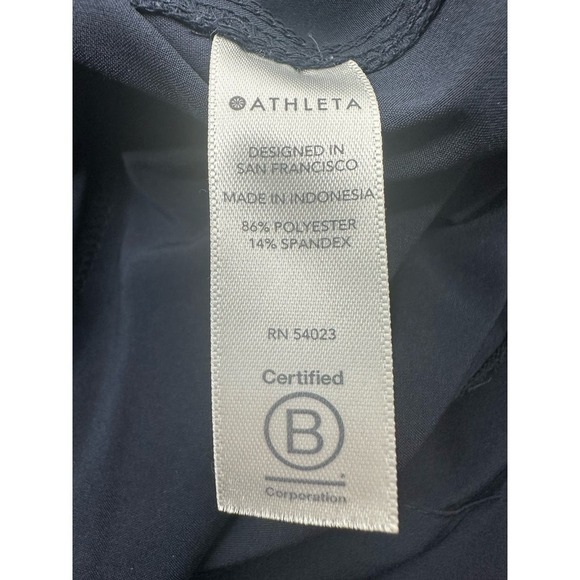 ATHLETA
DESIGNED IN
SAN FRANCISCO
MADE IN INDONESIA
86% POLYESTER
14% SPANDEX
RN 54023
Certified
B
Corporation